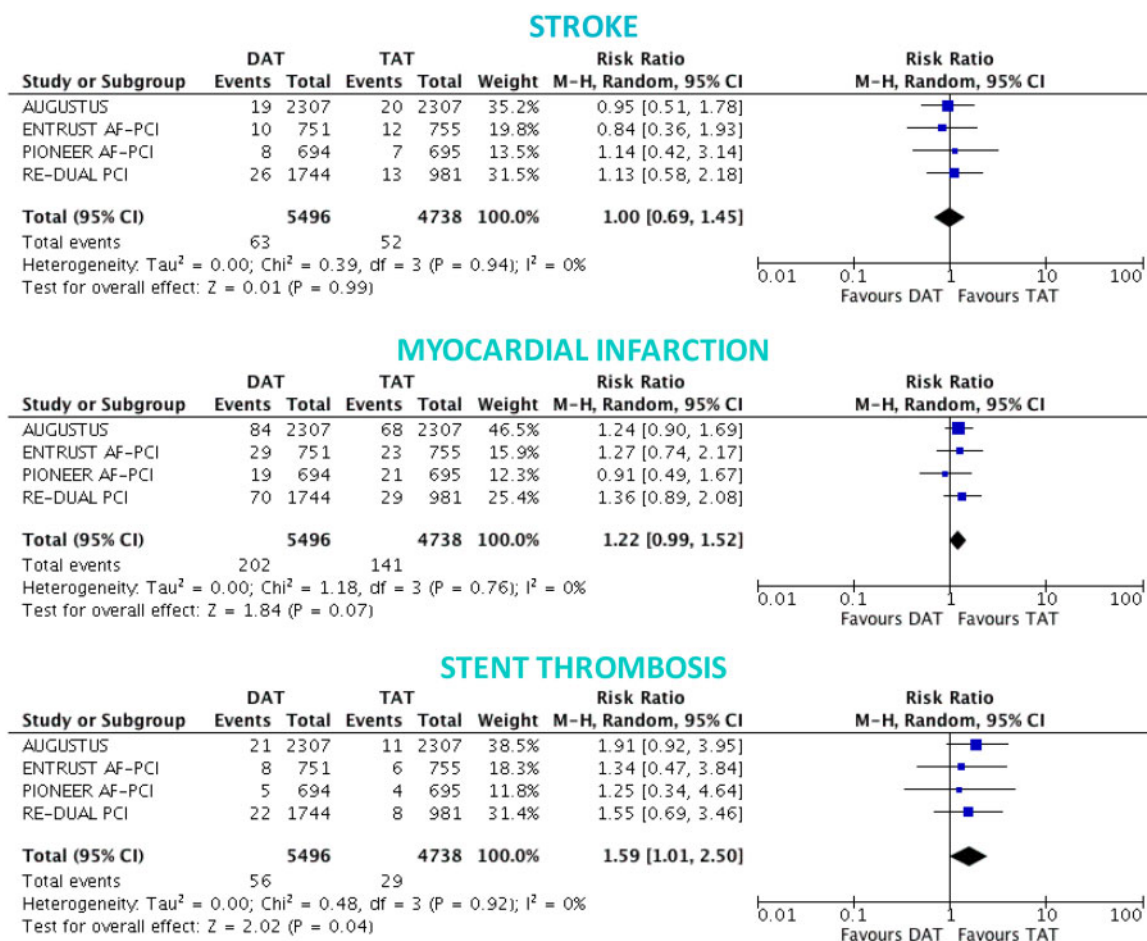 STROKE
DAT TAT Risk Ratio Risk Ratio
Study or Subgroup Events Total Events Total Weight M-H, Random, 95% CI M-H, Random, 95% CI
AUGUSTUS 19 2307 20 2307 35.2% 0.95 [0.51, 1.78]
ENTRUST AF-PCI 10 751 12 755 19.8% 0.84 [0.36, 1.93]
PIONEER AF-PCI 8 694 7 695 13.5% 1.14 [0.42, 3.14]
RE-DUAL PCI 26 1744 13 981 31.5% 1.13 [0.58, 2.18]
Total (95% CI) 5496 4738 100.0% 1.00 [0.69, 1.45]
Total events 63 52
Heterogeneity: Tau² = 0.00; Chi² = 0.39, df = 3 (P = 0.94); I² = 0%
Test for overall effect: Z = 0.01 (P = 0.99)
0.01 0.1 1 10 100
Favours DAT Favours TAT
MYOCARDIAL INFARCTION
DAT TAT Risk Ratio Risk Ratio
Study or Subgroup Events Total Events Total Weight M-H, Random, 95% CI M-H, Random, 95% CI
AUGUSTUS 84 2307 68 2307 46.5% 1.24 [0.90, 1.69]
ENTRUST AF-PCI 29 751 23 755 15.9% 1.27 [0.74, 2.17]
PIONEER AF-PCI 19 694 21 695 12.3% 0.91 [0.49, 1.67]
RE-DUAL PCI 70 1744 29 981 25.4% 1.36 [0.89, 2.08]
Total (95% CI) 5496 4738 100.0% 1.22 [0.99, 1.52]
Total events 202 141
Heterogeneity: Tau² = 0.00; Chi² = 1.18, df = 3 (P = 0.76); I² = 0%
Test for overall effect: Z = 1.84 (P = 0.07)
0.01 0.1 1 10 100
Favours DAT Favours TAT
STENT THROMBOSIS
DAT TAT Risk Ratio Risk Ratio
Study or Subgroup Events Total Events Total Weight M-H, Random, 95% CI M-H, Random, 95% CI
AUGUSTUS 21 2307 11 2307 38.5% 1.91 [0.92, 3.95]
ENTRUST AF-PCI 8 751 6 755 18.3% 1.34 [0.47, 3.84]
PIONEER AF-PCI 5 694 4 695 11.8% 1.25 [0.34, 4.64]
RE-DUAL PCI 22 1744 8 981 31.4% 1.55 [0.69, 3.46]
Total (95% CI) 5496 4738 100.0% 1.59 [1.01, 2.50]
Total events 56 29
Heterogeneity: Tau² = 0.00; Chi² = 0.48, df = 3 (P = 0.92); I² = 0%
Test for overall effect: Z = 2.02 (P = 0.04)
0.01 0.1 1 10 100
Favours DAT Favours TAT